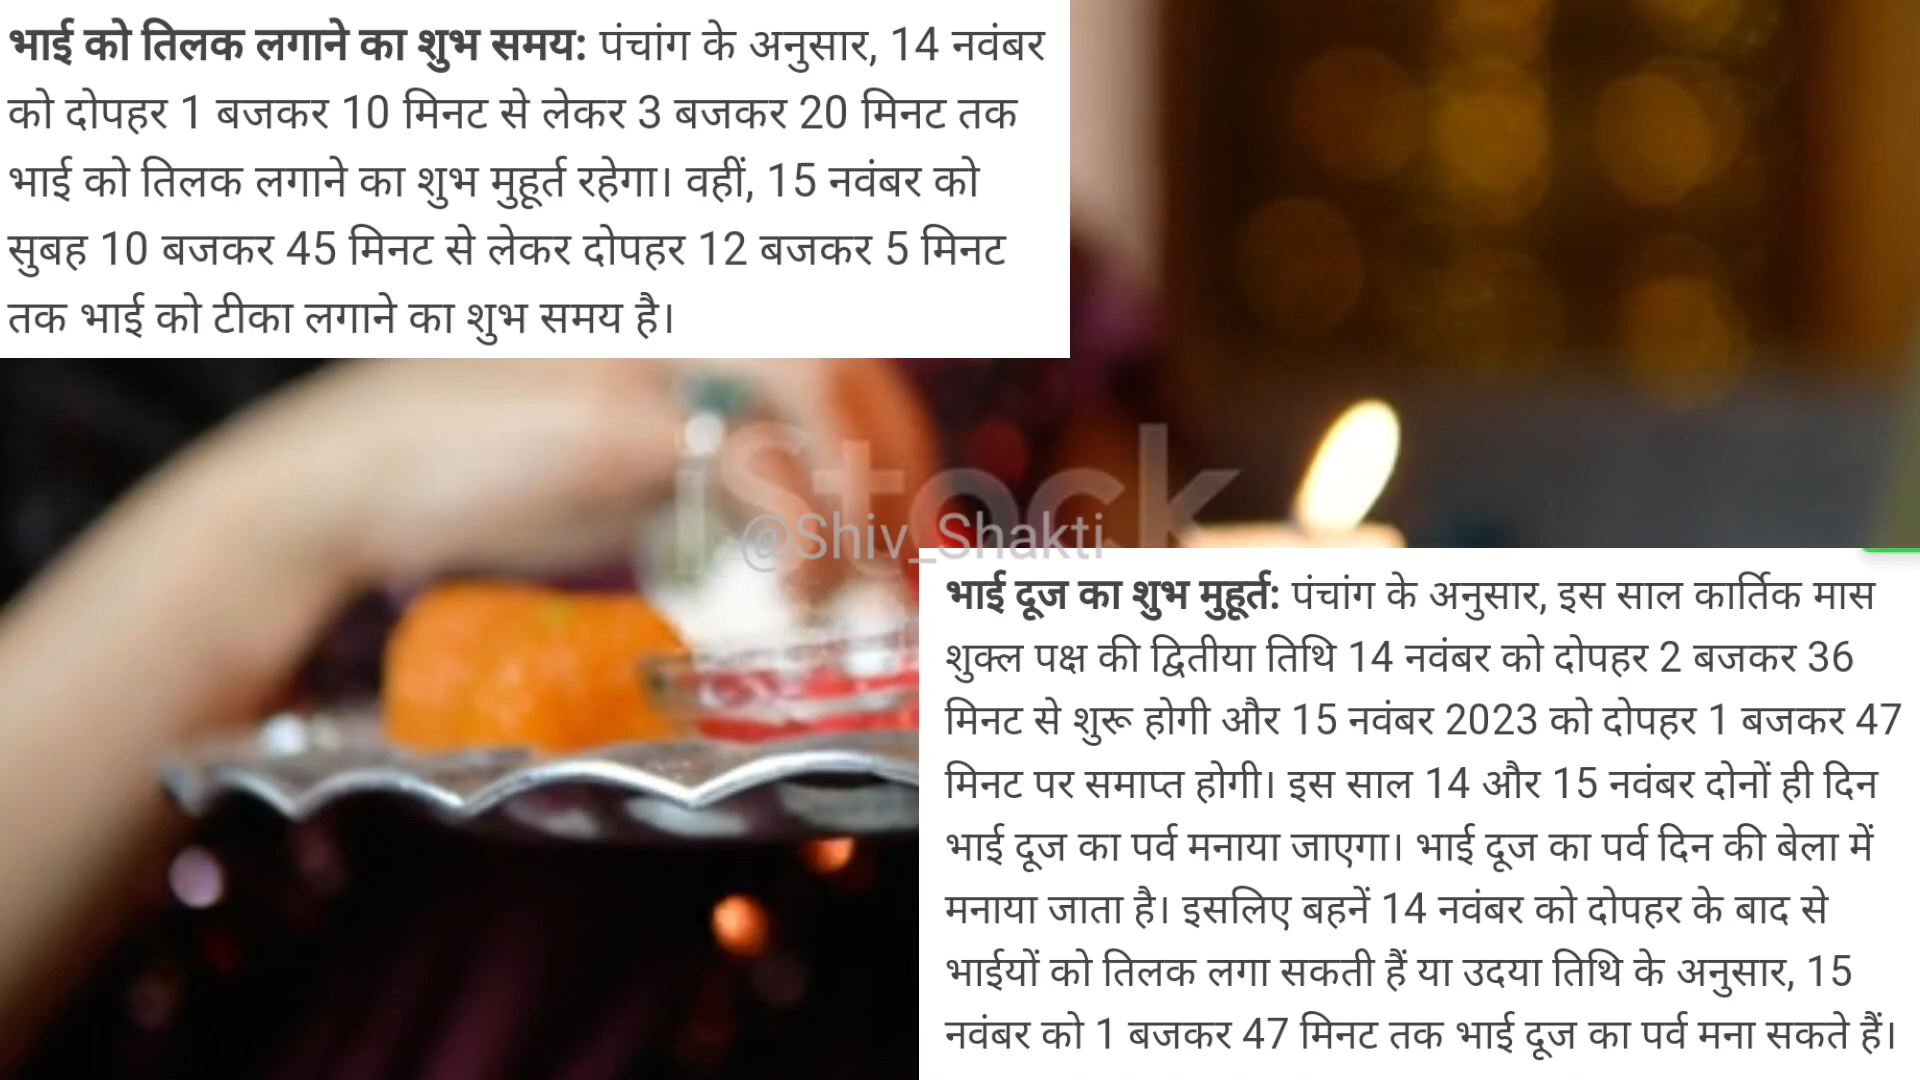 भाई को तिलक लगाने का शुभ समय: पंचांग के अनुसार, 14 नवंबर
को दोपहर 1 बजकर 10 मिनट से लेकर 3 बजकर 20 मिनट तक
भाई को तिलक लगाने का शुभ मुहूर्त रहेगा। वहीं, 15 नवंबर को
सुबह 10 बजकर 45 मिनट से लेकर दोपहर 12 बजकर 5 मिनट
तक भाई को टीका लगाने का शुभ समय है।
iStock
@Shiv_Shakti
भाई दूज का शुभ मुहूर्त: पंचांग के अनुसार, इस साल कार्तिक मास
शुक्ल पक्ष की द्वितीया तिथि 14 नवंबर को दोपहर 2 बजकर 36
मिनट से शुरू होगी और 15 नवंबर 2023 को दोपहर 1 बजकर 47
मिनट पर समाप्त होगी। इस साल 14 और 15 नवंबर दोनों ही दिन
भाई दूज का पर्व मनाया जाएगा। भाई दूज का पर्व दिन की बेला में
मनाया जाता है। इसलिए बहनें 14 नवंबर को दोपहर के बाद से
भाईयों को तिलक लगा सकती हैं या उदया तिथि के अनुसार, 15
नवंबर को 1 बजकर 47 मिनट तक भाई दूज का पर्व मना सकते हैं।